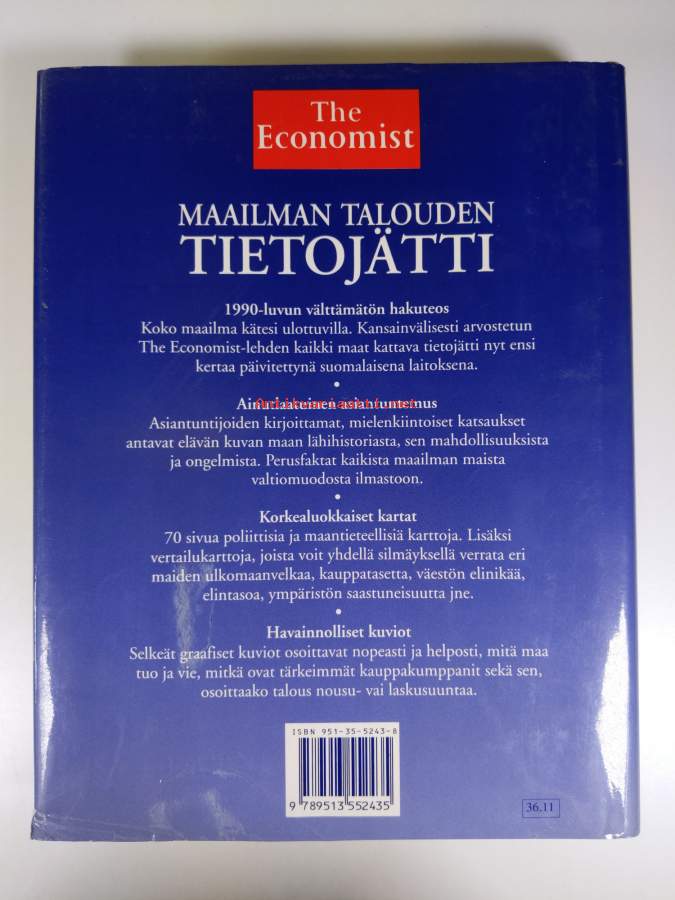 The
Economist
MAAILMAN TALOUDEN
TIETOJÄTTI
1990-luvun välttämätön hakuteos
Koko maailma kätesi ulottuvilla. Kansainvälisesti arvostetun
The Economist-lehden kaikki maat kattava tietojätti nyt ensi
kertaa päivitettynä suomalaisena laitoksena.
•
Ainutlaatuinen asiantuntemus
Antikvariaatti.net
Asiantuntijoiden kirjoittamat, mielenkiintoiset katsaukset
antavat elävän kuvan maan lähihistoriasta, sen mahdollisuuksista
ja ongelmista. Perusfaktat kaikista maailman maista
valtiomuodosta ilmastoon.
•
Korkealuokkaiset kartat
70 sivua poliittisia ja maantieteellisiä karttoja. Lisäksi
vertailukarttoja, joista voit yhdellä silmäyksellä verrata eri
maiden ulkomaanvelkaa, kauppatasetta, väestön elinikää,
elintasoa, ympäristön saastuneisuutta jne.
•
Havainnolliset kuviot
Selkeät graafiset kuviot osoittavat nopeasti ja helposti, mitä maa
tuo ja vie, mitkä ovat tärkeimmät kauppakumppanit sekä sen,
osoittaako talous nousu- vai laskusuuntaa.
ISBN 951-35-5243-8
9 789513 552435
36.11